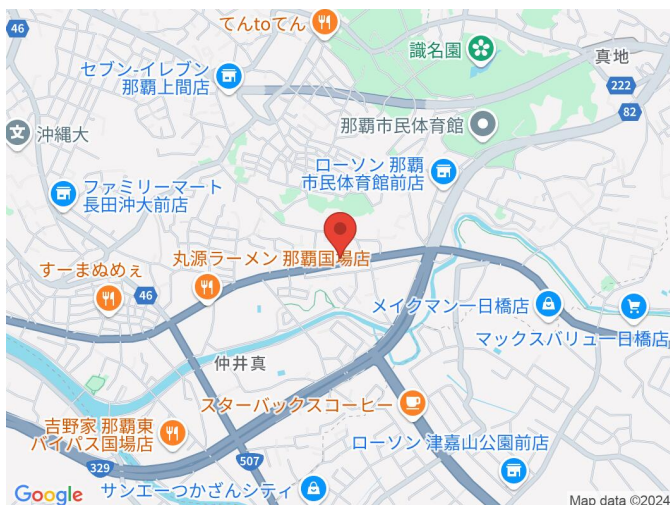 46
てんtoてん
識名園
真地
セブン-イレブン
那覇上間店
222
82
那覇市民体育館
沖縄大
ローソン 那覇
市民体育館前店
ファミリーマート
長田沖大前店
丸源ラーメン 那覇国場店
すーまぬめぇ
46
メイクマン一日橋店
マックスバリュ一日橋店
仲井真
スターバックスコーヒー
吉野家 那覇東
バイパス国場店
ローソン 津嘉山公園前店
329
507
サンエーつかざんシティ
Google
Map data ©2024